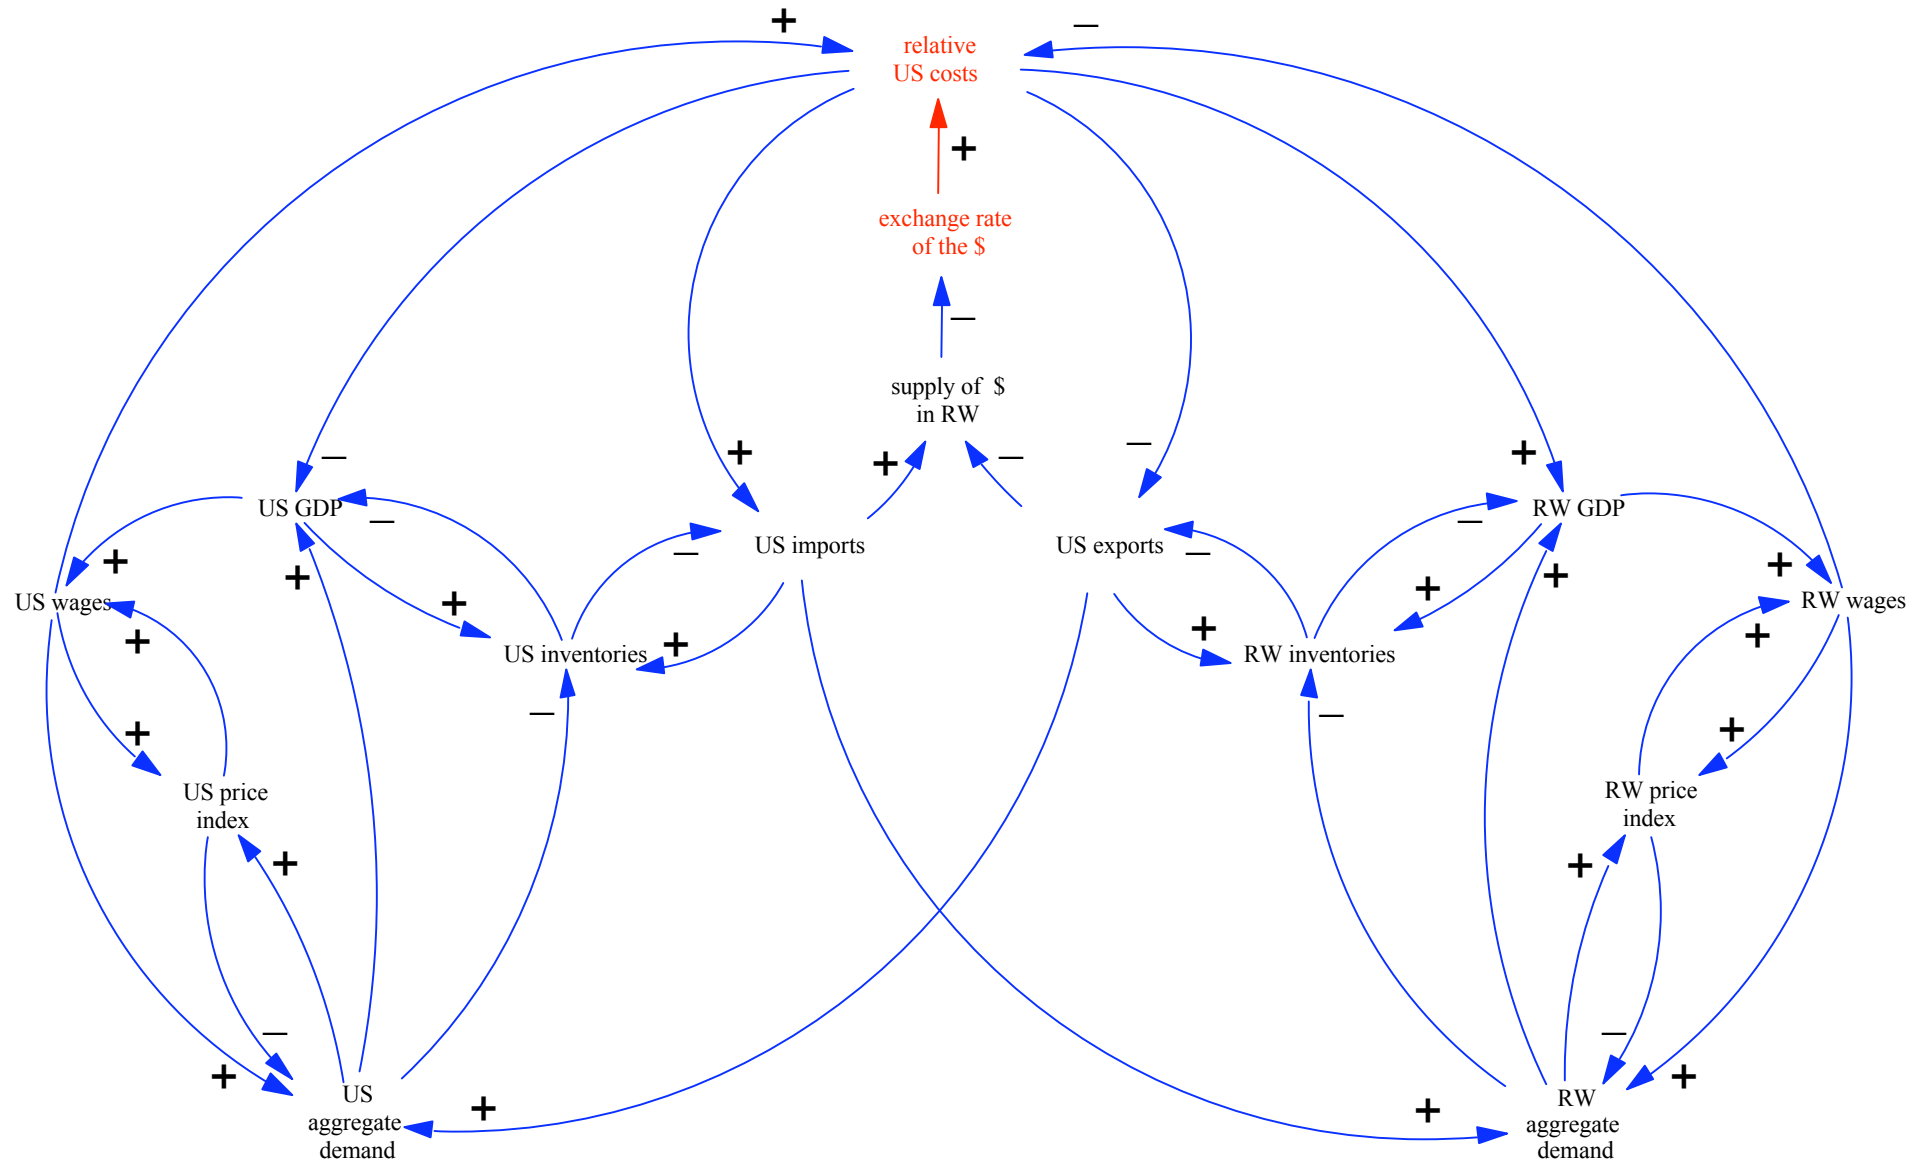 +
—
relative
US costs
+
exchange rate
of the $
—
supply of $
in RW
—
+
+
—
—
+
US GDP
—
RW GDP
—
+
US imports
US exports
—
—
+
+
+
+
+
+
US wages
RW wages
+
+
+
+
US inventories
RW inventories
—
—
+
+
US price
index
RW price
index
+
+
—
—
+
+
US
aggregate
demand
+
+
RW
aggregate
demand